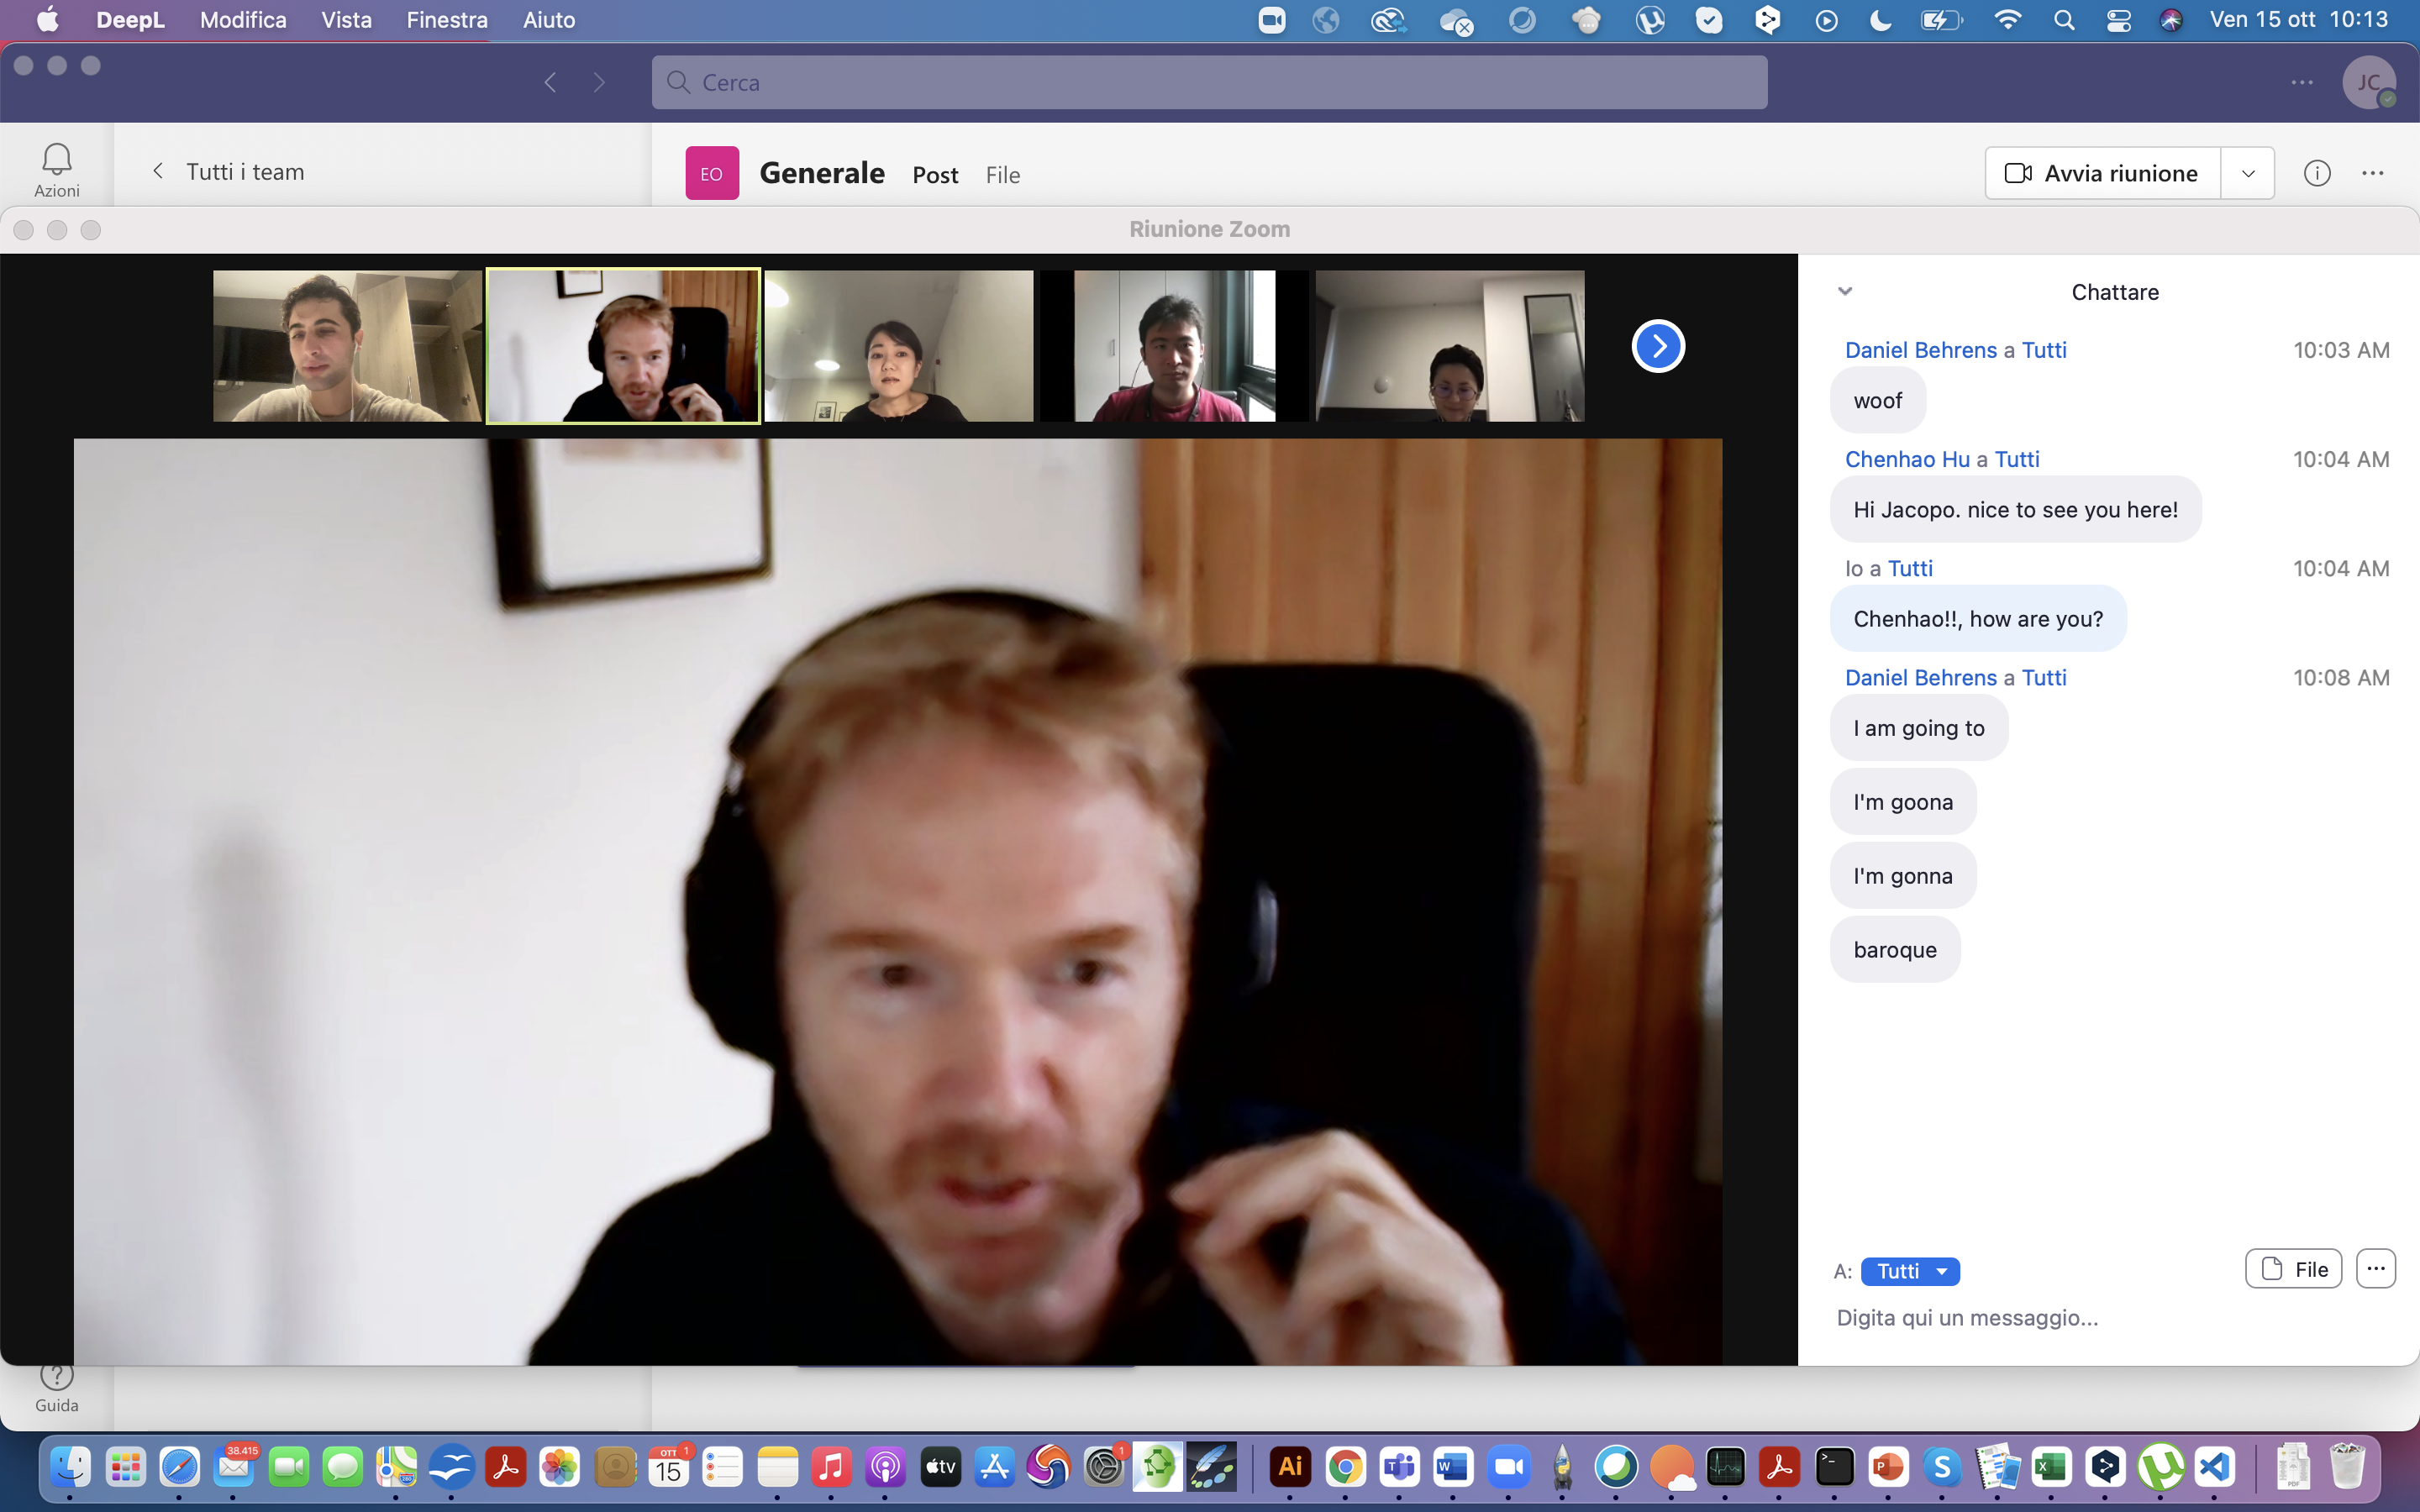 DeepL Modifica Vista Finestra Aiuto Ven 15 ott 10:13
Cerca
JC
Azioni
Tutti i team
EO Generale Post File
Avvia riunione
Riunione Zoom
Chattare
Daniel Behrens a Tutti 10:03 AM
woof
Chenhao Hu a Tutti 10:04 AM
Hi Jacopo. nice to see you here!
Io a Tutti 10:04 AM
Chenhao!!, how are you?
Daniel Behrens a Tutti 10:08 AM
I am going to
I'm goona
I'm gonna
baroque
A: Tutti File
Digita qui un messaggio...
Guida
38.415
OTT 1
15
tv
1
Ai
T
W
P
S
X
PDF